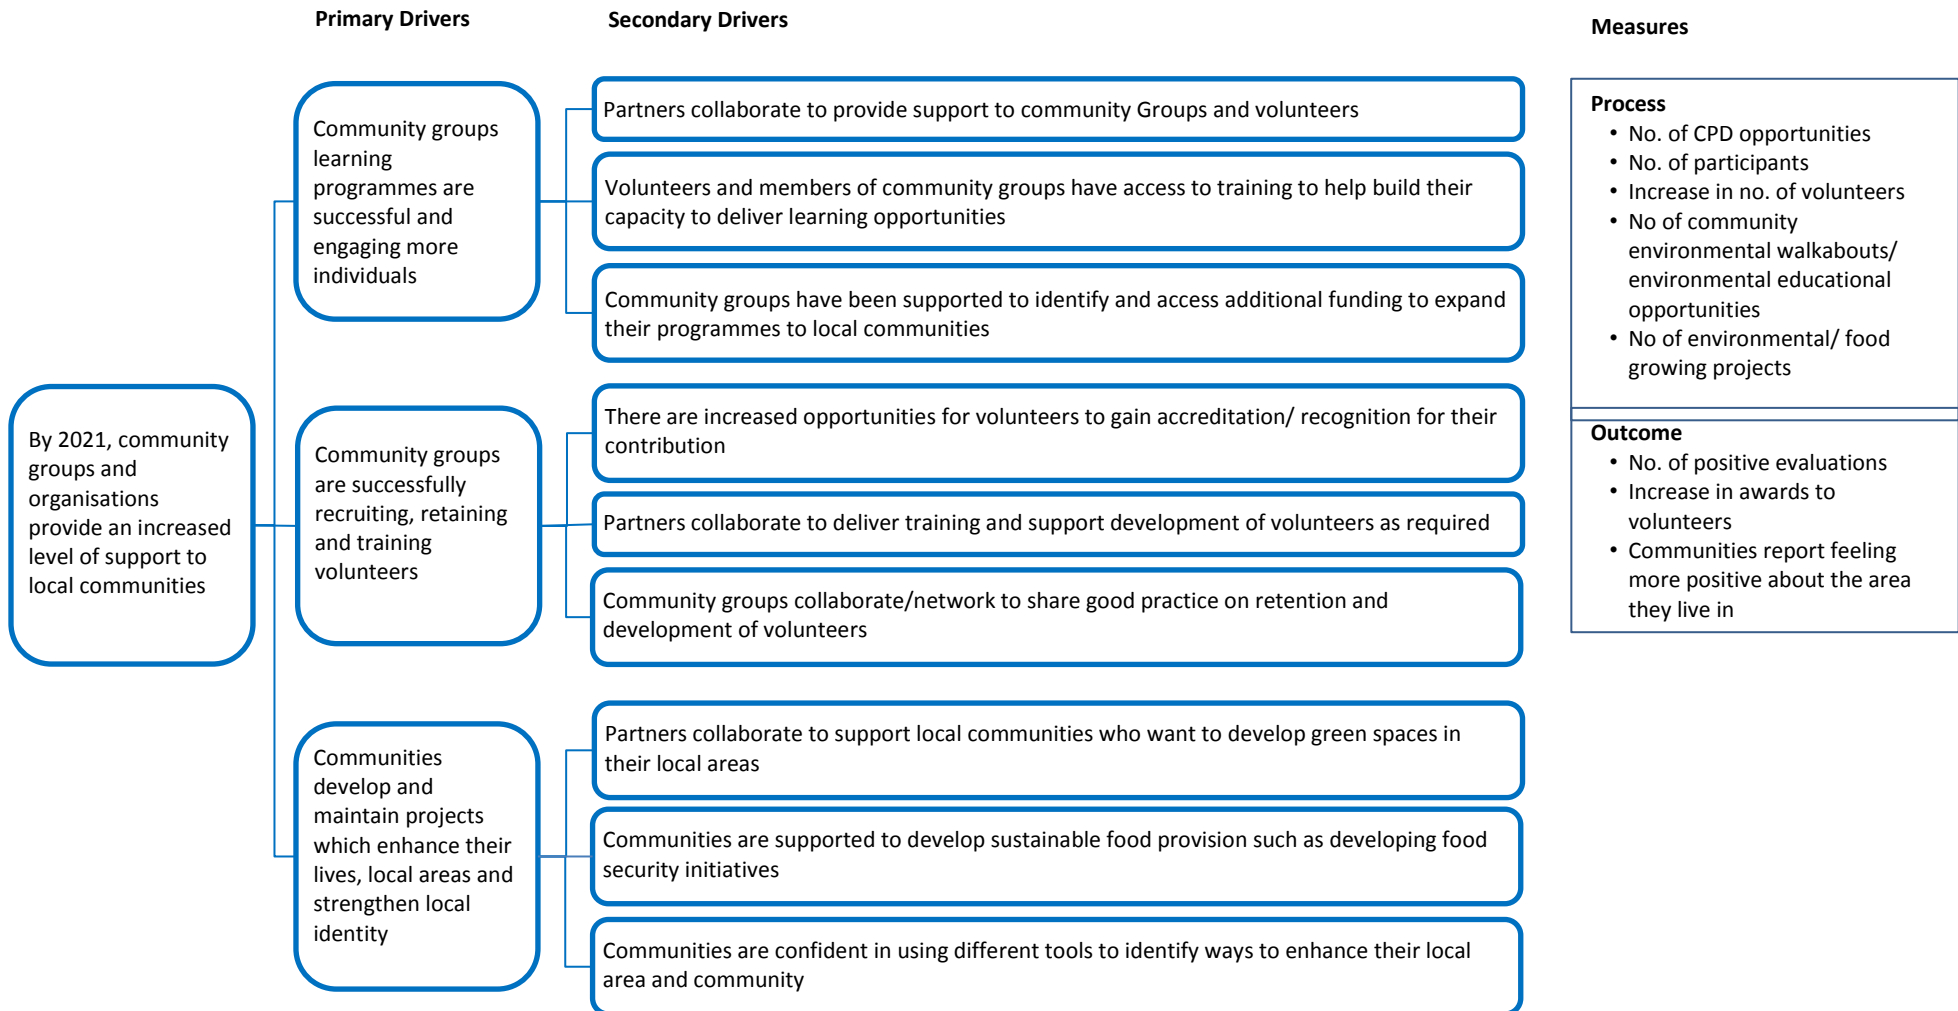 Primary Drivers
Secondary Drivers
Measures
By 2021, community
groups and
organisations
provide an increased
level of support to
local communities
Community groups
learning
programmes are
successful and
engaging more
individuals
Partners collaborate to provide support to community Groups and volunteers
Volunteers and members of community groups have access to training to help build their
capacity to deliver learning opportunities
Community groups have been supported to identify and access additional funding to expand
their programmes to local communities
Community groups
are successfully
recruiting, retaining
and training
volunteers
There are increased opportunities for volunteers to gain accreditation/ recognition for their
contribution
Partners collaborate to deliver training and support development of volunteers as required
Community groups collaborate/network to share good practice on retention and
development of volunteers
Communities
develop and
maintain projects
which enhance their
lives, local areas and
strengthen local
identity
Partners collaborate to support local communities who want to develop green spaces in
their local areas
Communities are supported to develop sustainable food provision such as developing food
security initiatives
Communities are confident in using different tools to identify ways to enhance their local
area and community
Process
• No. of CPD opportunities
• No. of participants
• Increase in no. of volunteers
• No of community
environmental walkabouts/
environmental educational
opportunities
• No of environmental/ food
growing projects
Outcome
• No. of positive evaluations
• Increase in awards to
volunteers
• Communities report feeling
more positive about the area
they live in